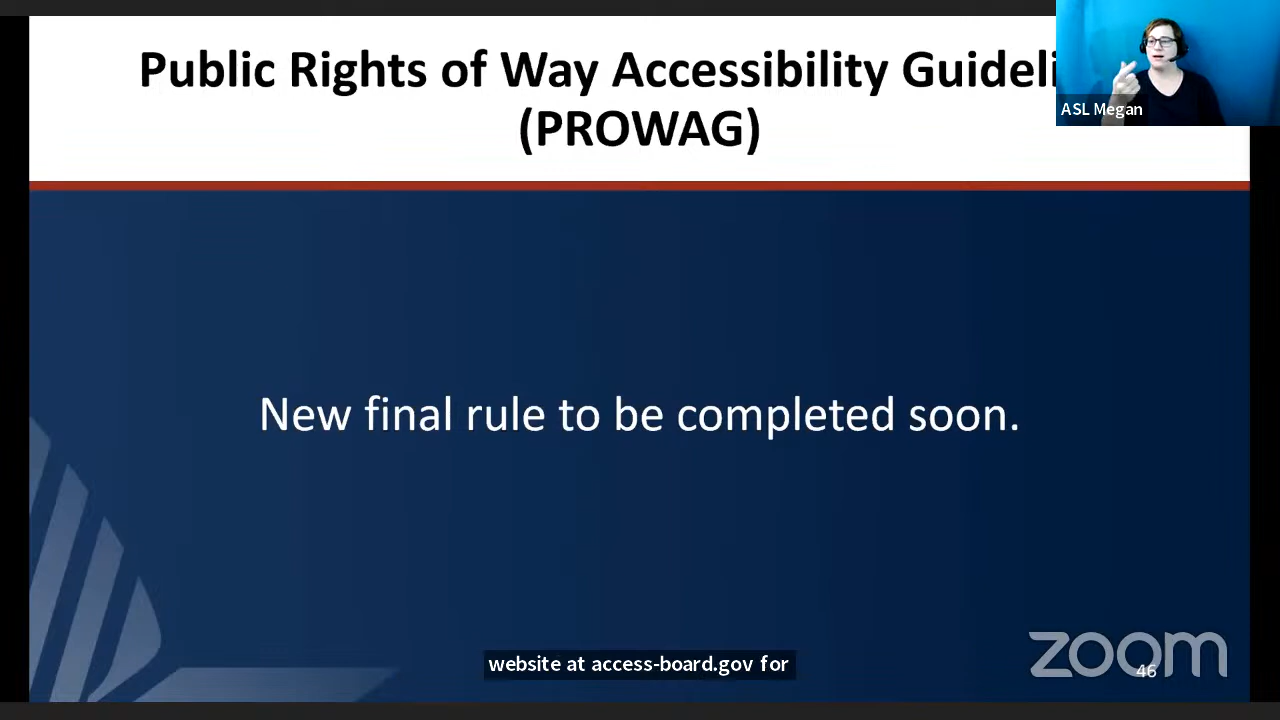 Public Rights of Way Accessibility Guideli
(PROWAG)
ASL Megan
New final rule to be completed soon.
website at access-board.gov for
zoom
46